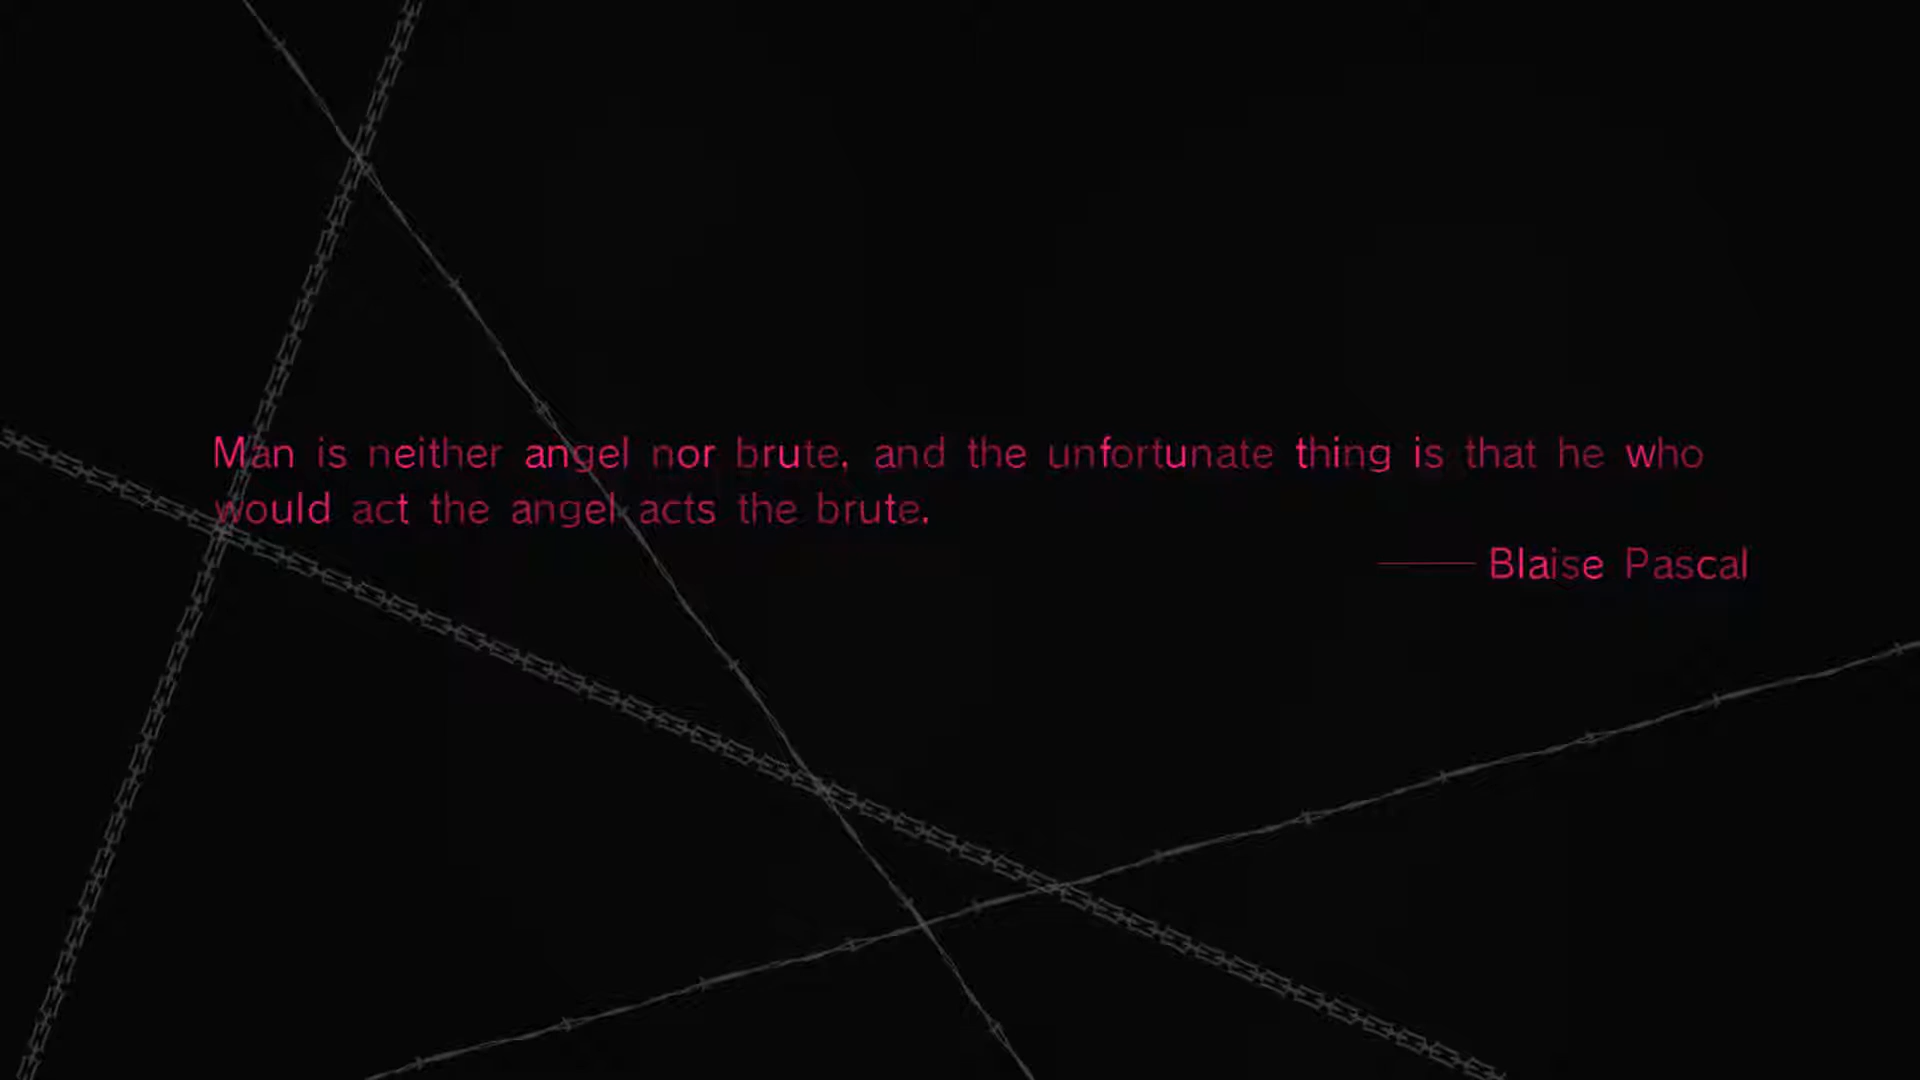 Man is neither angel nor brute, and the unfortunate thing is that he who
would act the angel acts the brute.
—— Blaise Pascal